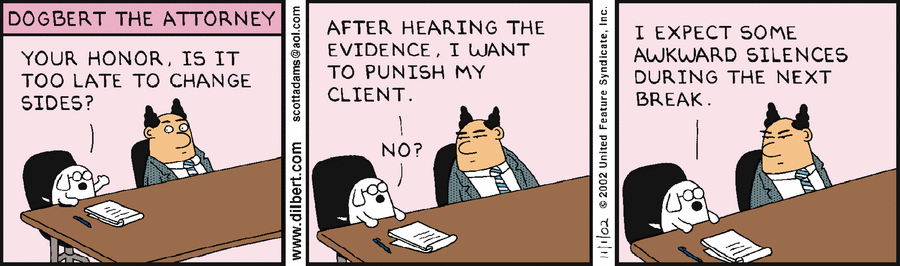 DOGBERT THE ATTORNEY
YOUR HONOR, IS IT
TOO LATE TO CHANGE
SIDES?
www.dilbert.com scottadams@aol.com
AFTER HEARING THE
EVIDENCE, I WANT
TO PUNISH MY
CLIENT.
NO?
11/1/02 © 2002 United Feature Syndicate, Inc.
I EXPECT SOME
AWKWARD SILENCES
DURING THE NEXT
BREAK.